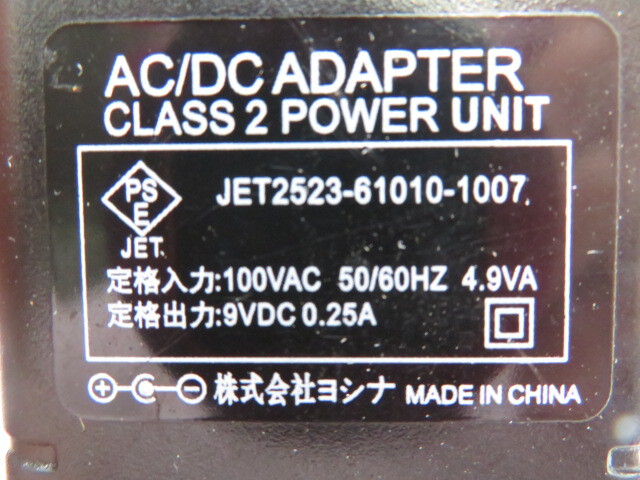 AC/DC ADAPTER
CLASS 2 POWER UNIT
PS
E
JET2523-61010-1007
JET
定格入力:100VAC 50/60HZ 4.9VA
定格出力:9VDC 0.25A
株式会社ヨシナ MADE IN CHINA